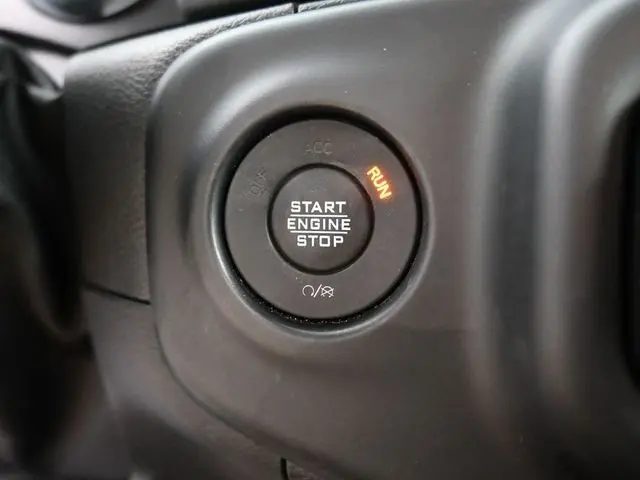 ACC
OFF
RUN
START
ENGINE
STOP